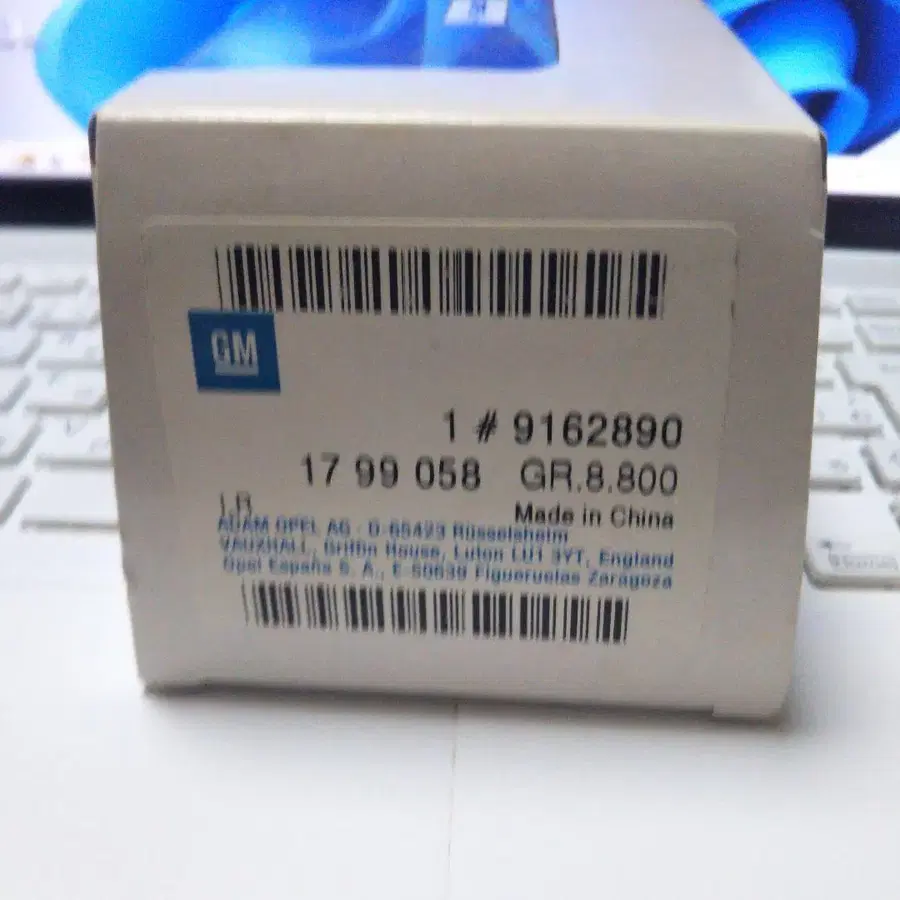 GM
1 # 9162890
17 99 058 GR.8.800
I.R
Made in China
ADAM OPEL AG · D-65423 Rüsselsheim
VAUXHALL, Griffin House, Luton LU1 3YT, England
Opel España S. A., E-50639 Figueruelas Zaragoza